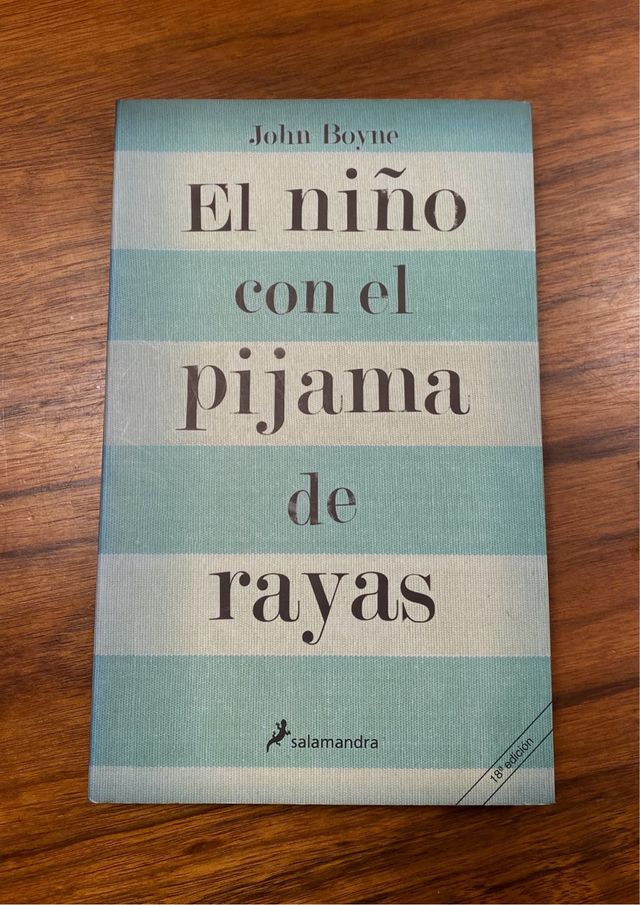 John Boyne
El niño
con el
pijama
de
rayas
salamandra
18ª edición